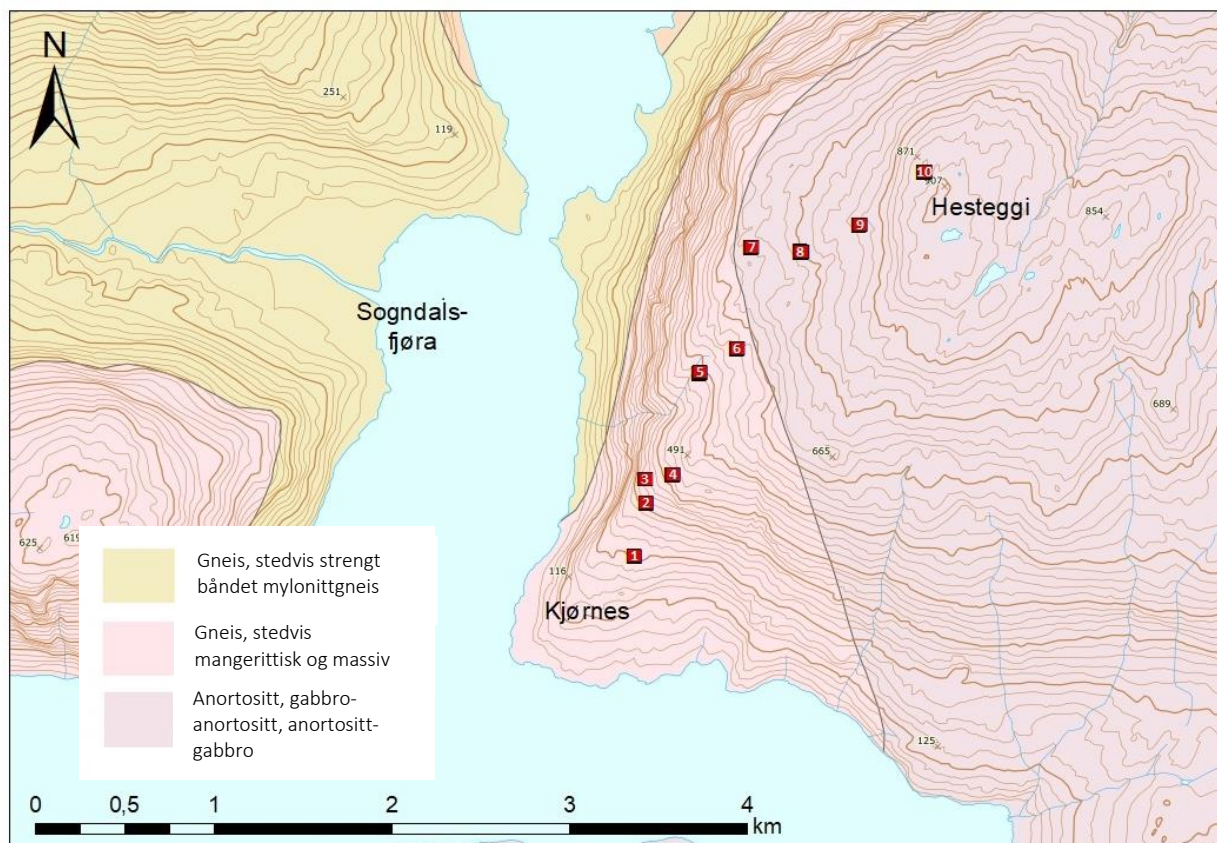 N
251
119
871
10
907
Hesteggi
854
9
7
8
Sogndals-
fjøra
6
5
689
491
665
3
4
2
1
116
Kjørnes
625
619
125
Gneis, stedvis strengt
båndet mylonittgneis
Gneis, stedvis
mangerittisk og massiv
Anortositt, gabbro-
anortositt, anortositt-
gabbro
0 0,5 1 2 3 4
km